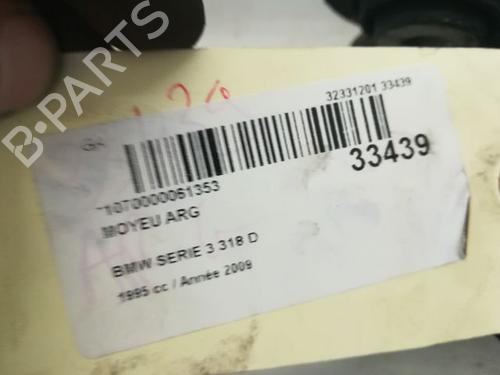 B-PARTS
32331201 33439
33439
1070000061353
MOYEU ARG
BMW SERIE 3 318 D
1995 cc / Année 2009